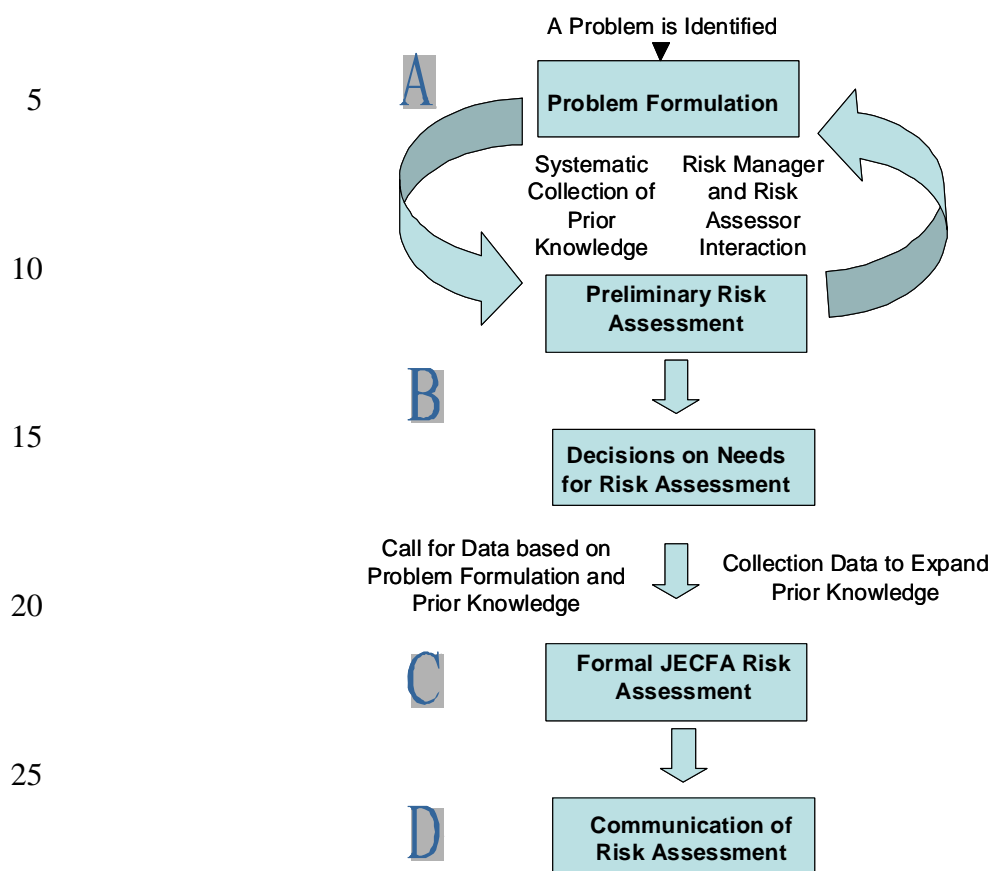 A Problem is Identified
A
5
Problem Formulation
Systematic
Collection of
Prior
Knowledge
Risk Manager
and Risk
Assessor
Interaction
10
Preliminary Risk
Assessment
B
15
Decisions on Needs
for Risk Assessment
Call for Data based on
Problem Formulation and
Prior Knowledge
Collection Data to Expand
Prior Knowledge
20
C
Formal JECFA Risk
Assessment
25
D
Communication of
Risk Assessment